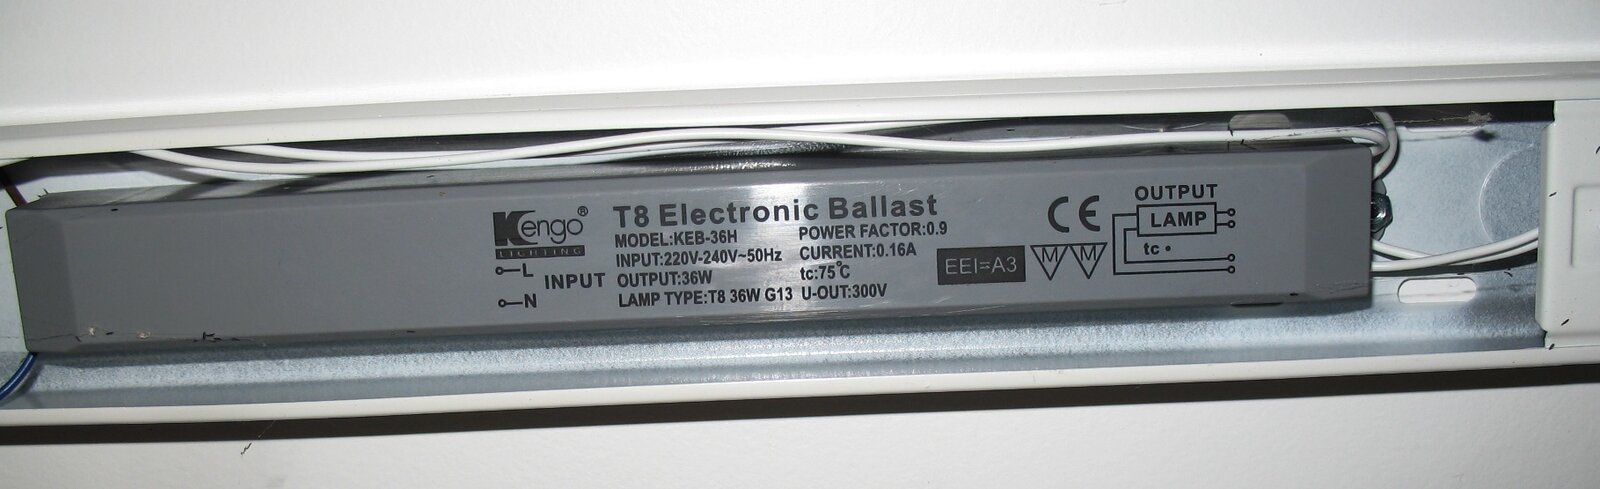 Kengo®
LIGHTING
L
INPUT
N
T8 Electronic Ballast
MODEL:KEB-36H
INPUT:220V-240V~50Hz
OUTPUT:36W
LAMP TYPE:T8 36W G13
POWER FACTOR:0.9
CURRENT:0.16A
tc:75℃
U-OUT:300V
EEI=A3
CE
M M
OUTPUT
LAMP
tc •